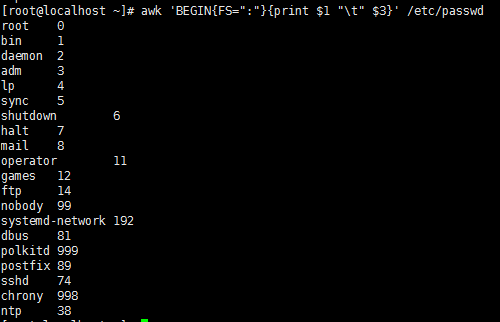 [root@localhost ~]# awk 'BEGIN{FS=":"}{print $1 "\t" $3}' /etc/passwd
root    0
bin     1
daemon  2
adm     3
lp      4
sync    5
shutdown        6
halt    7
mail    8
operator        11
games   12
ftp     14
nobody  99
systemd-network 192
dbus    81
polkitd 999
postfix 89
sshd    74
chrony  998
ntp     38